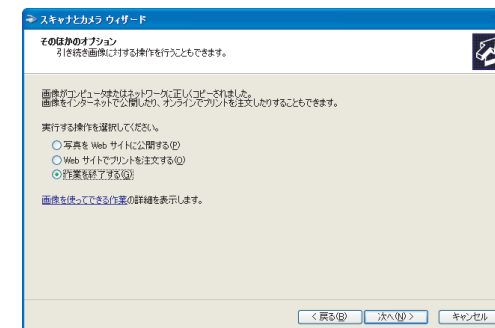 スキャナとカメラ ウィザード
そのほかのオプション
引き続き画像に対する操作を行うこともできます。
画像がコンピュータまたはネットワークに正しくコピーされました。
画像をインターネットで公開したり、オンラインでプリントを注文したりすることもできます。
実行する操作を選択してください。
写真を Web サイトに公開する(P)
Web サイトでプリントを注文する(O)
作業を終了する(G)
画像を使ってできる作業の詳細を表示します。
< 戻る(B) 次へ(N) > キャンセル